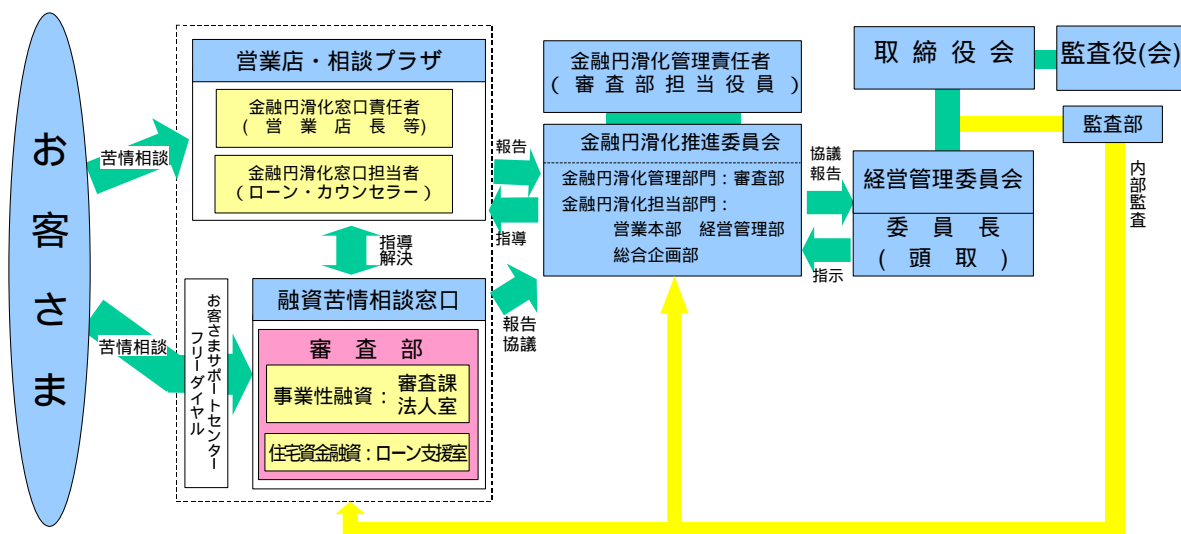 お客さま
苦情相談
苦情相談
営業店・相談プラザ
金融円滑化窓口責任者
(営業店長等)
金融円滑化窓口担当者
(ローン・カウンセラー)
指導
解決
お客さまサポートセンター
フリーダイヤル
融資苦情相談窓口
審査部
事業性融資:審査課
法人室
住宅資金融資:ローン支援室
報告
指導
報告
協議
金融円滑化管理責任者
(審査部担当役員)
金融円滑化推進委員会
金融円滑化管理部門:審査部
金融円滑化担当部門:
営業本部 経営管理部
総合企画部
協議
報告
指示
取締役会
監査役(会)
監査部
経営管理委員会
委員長
(頭取)
内部監査